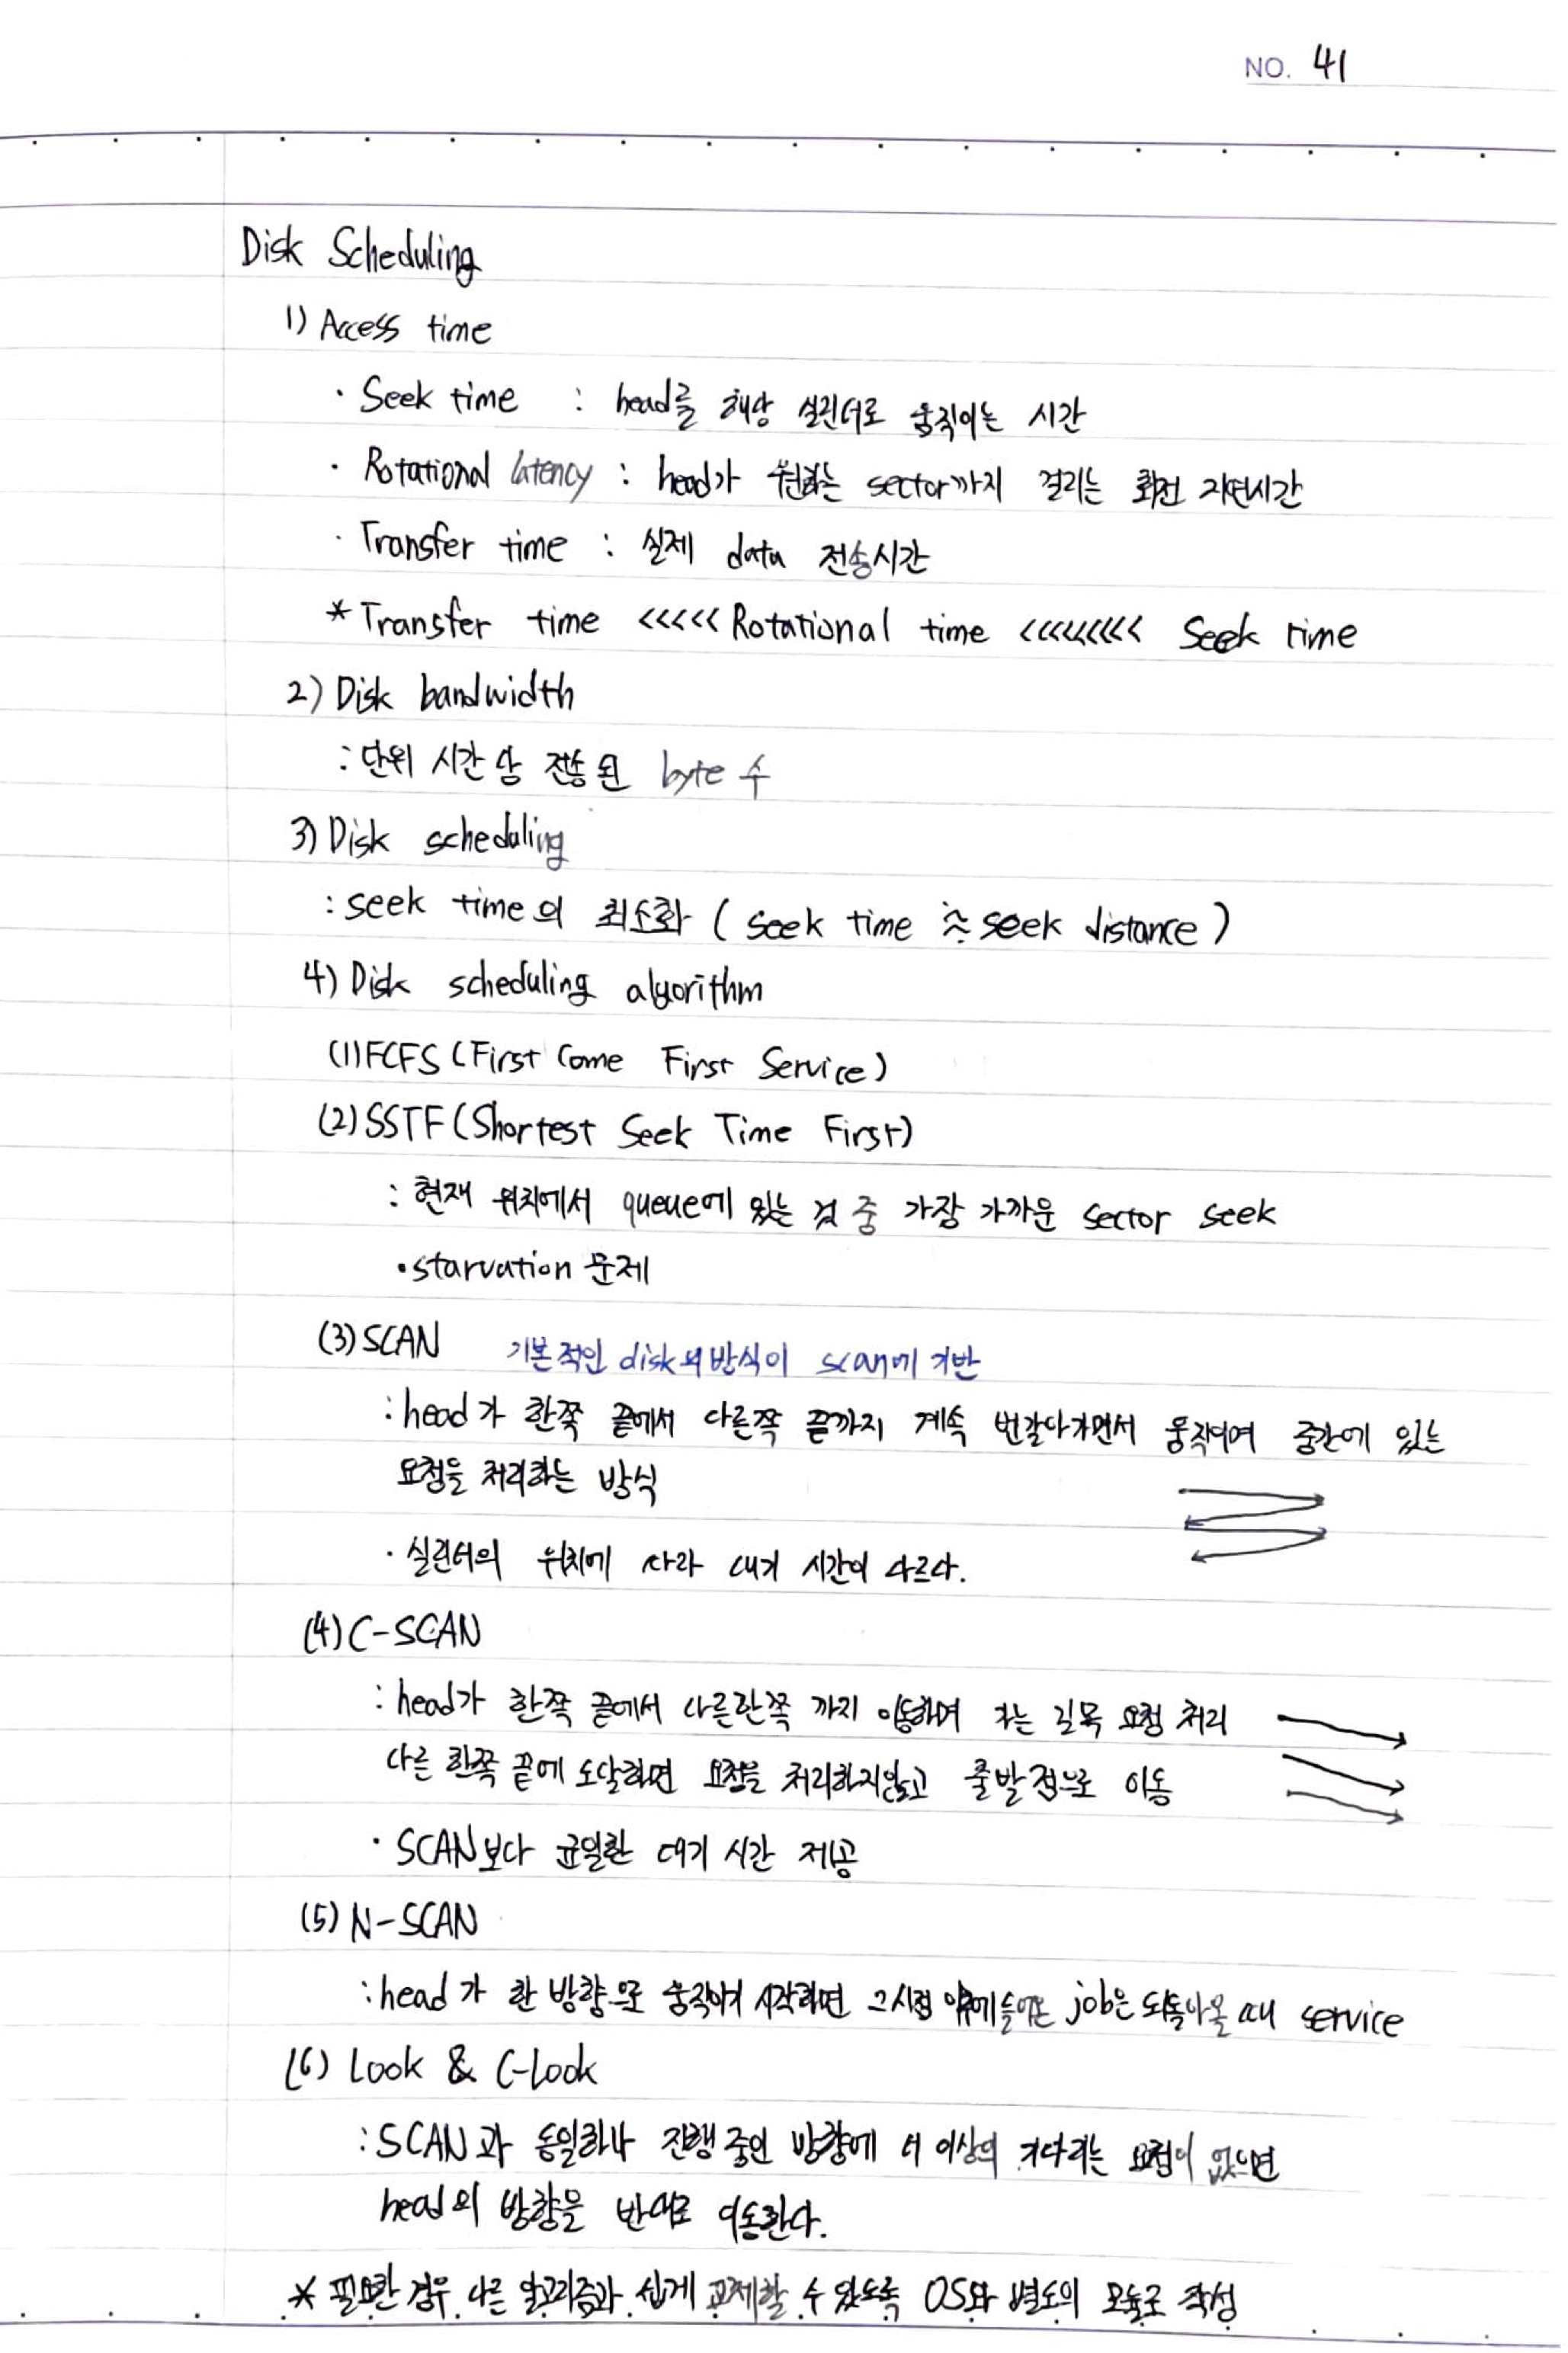 NO. 41
Disk Scheduling
1) Access time
· Seek time : head를 해당 실린더로 움직이는 시간
· Rotational latency : head가 원하는 sector까지 걸리는 회전 지연시간
· Transfer time : 실제 data 전송시간
* Transfer time <<<<< Rotational time <<<<<<<< Seek time
2) Disk bandwidth
: 단위 시간 당 전송 된 byte 수
3) Disk scheduling
: seek time의 최소화 ( seek time ≈ seek distance )
4) Disk scheduling algorithm
(1) FCFS (First Come First Service)
(2) SSTF (Shortest Seek Time First)
: 현재 위치에서 queue에 있는 것 중 가장 가까운 sector seek
· starvation 문제
(3) SCAN 기본적인 disk의 방식이 scan에 기반
: head가 한쪽 끝에서 다른쪽 끝까지 계속 번갈아가면서 움직이며 중간에 있는
요청을 처리하는 방식
· 실린더의 위치에 따라 대기 시간이 다르다.
(4) C-SCAN
: head가 한쪽 끝에서 다른한쪽 까지 이동하며 가는 길목 요청 처리
다른 한쪽 끝에 도달하면 요청을 처리하지않고 출발점으로 이동
· SCAN보다 균일한 대기 시간 제공
(5) N-SCAN
: head가 한 방향으로 움직이기 시작하면 그시점 이후에 들어온 job은 되돌아올 때 service
(6) Look & C-Look
: SCAN과 동일하나 진행 중인 방향에 더 이상의 기다리는 요청이 없으면
head의 방향을 반대로 이동한다.
* 필요한 경우 다른 알고리즘과 쉽게 교체할 수 있도록 OS와 별도의 모듈로 작성